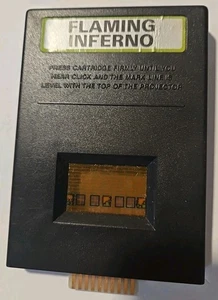 FLAMING
INFERNO
PRESS CARTRIDGE FIRMLY UNTIL YOU
HEAR CLICK AND THE MARK LINE IS
LEVEL WITH THE TOP OF THE PROJECTOR